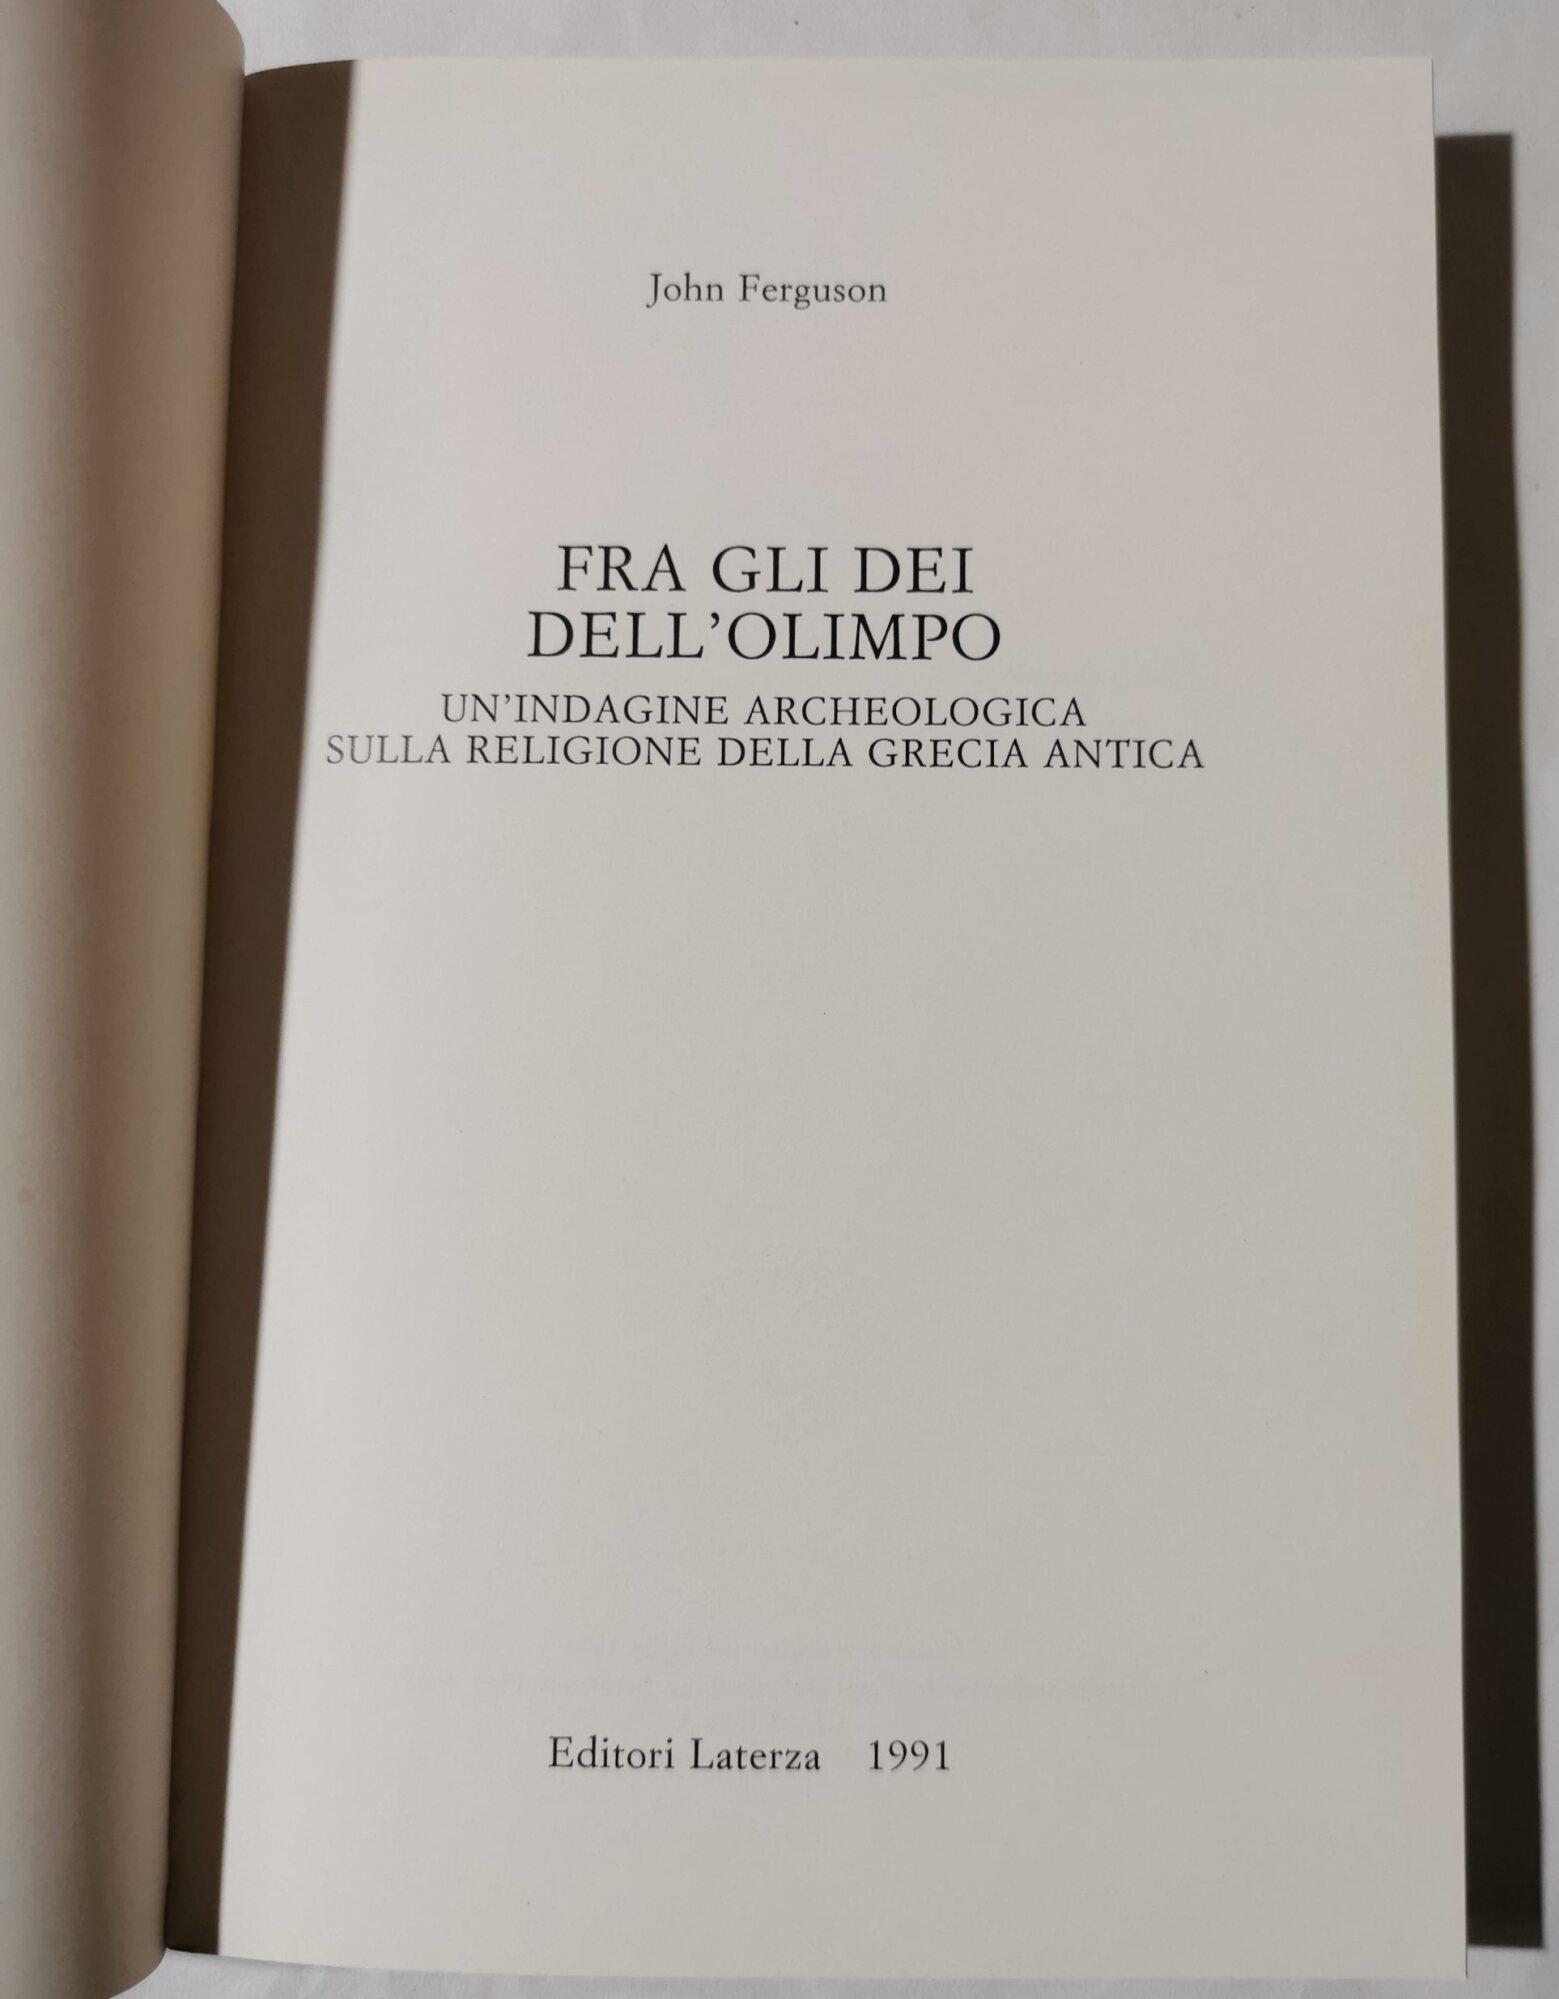 John Ferguson
FRA GLI DEI
DELL’OLIMPO
UN’INDAGINE ARCHEOLOGICA
SULLA RELIGIONE DELLA GRECIA ANTICA
Editori Laterza 1991